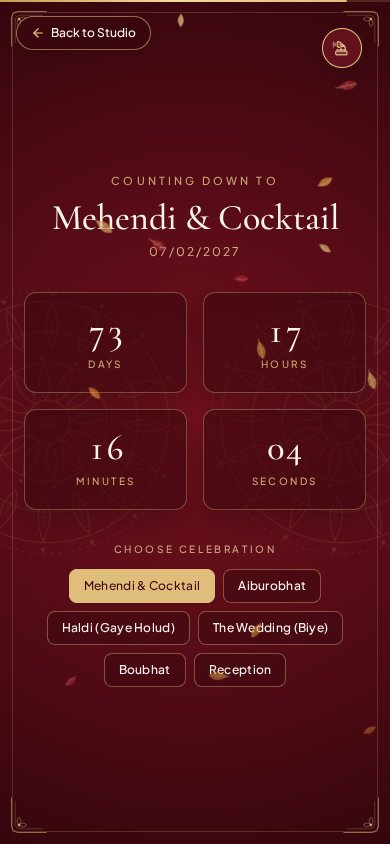 Back to Studio
COUNTING DOWN TO
Mehendi & Cocktail
07/02/2027
73 17
DAYS HOURS
16 04
MINUTES SECONDS
CHOOSE CELEBRATION
Mehendi & Cocktail Aiburobhat
Haldi (Gaye Holud) The Wedding (Biye)
Boubhat Reception